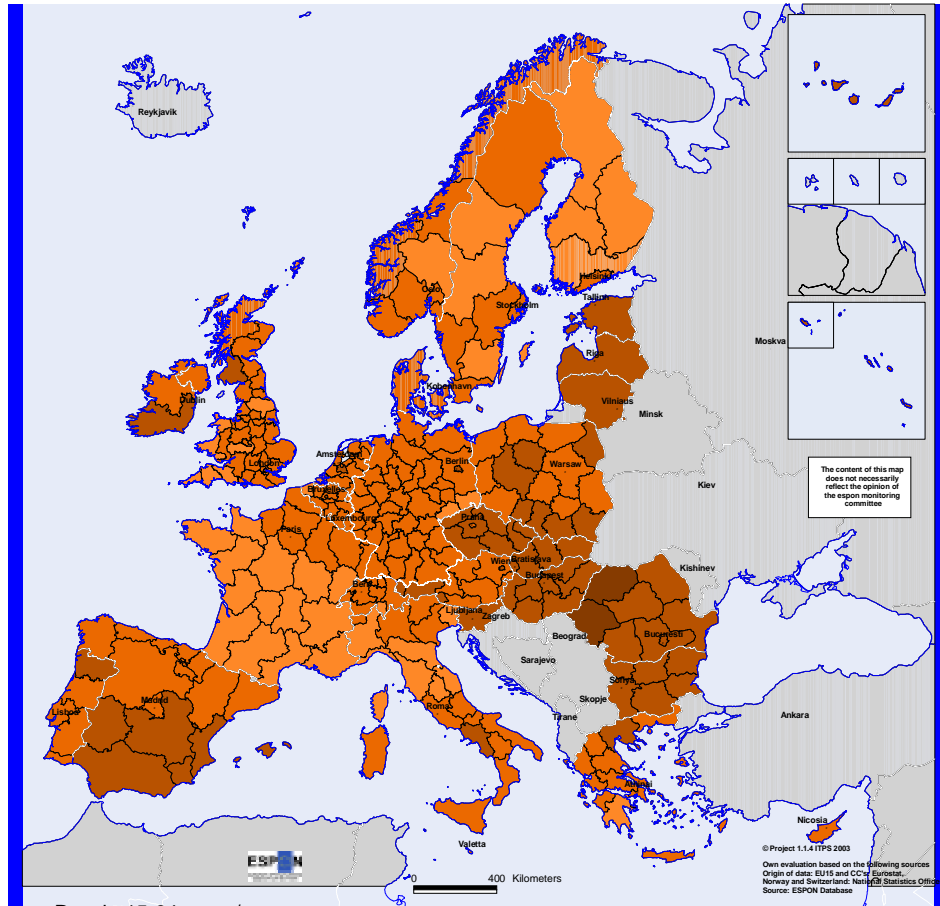 Reykjavik
Oslo
Helsinki
Tallinn
Stockholm
Riga
Moskva
Kobenhavn
Vilnius
Minsk
Dublin
Amsterdam
Berlin
Warsaw
London
The content of this map
does not necessarily
reflect the opinion of
the espon monitoring
committee
Kiev
Bruxelles
Luxembourg
Praha
Paris
Wien
Bratislava
Kishinev
Bern
Budapest
Ljubljana
Zagreb
Beograd
Bucuresti
Sarajevo
Sofiya
Madrid
Skopje
Roma
Lisboa
Tirane
Ankara
Athinai
Nicosia
Valetta
© Project 1.1.4 ITPS 2003
ESPON
Own evaluation based on the following sources
Origin of data: EU15 and CC's: Eurostat,
Norway and Switzerland: National Statistics Office
Source: ESPON Database
0 400 Kilometers